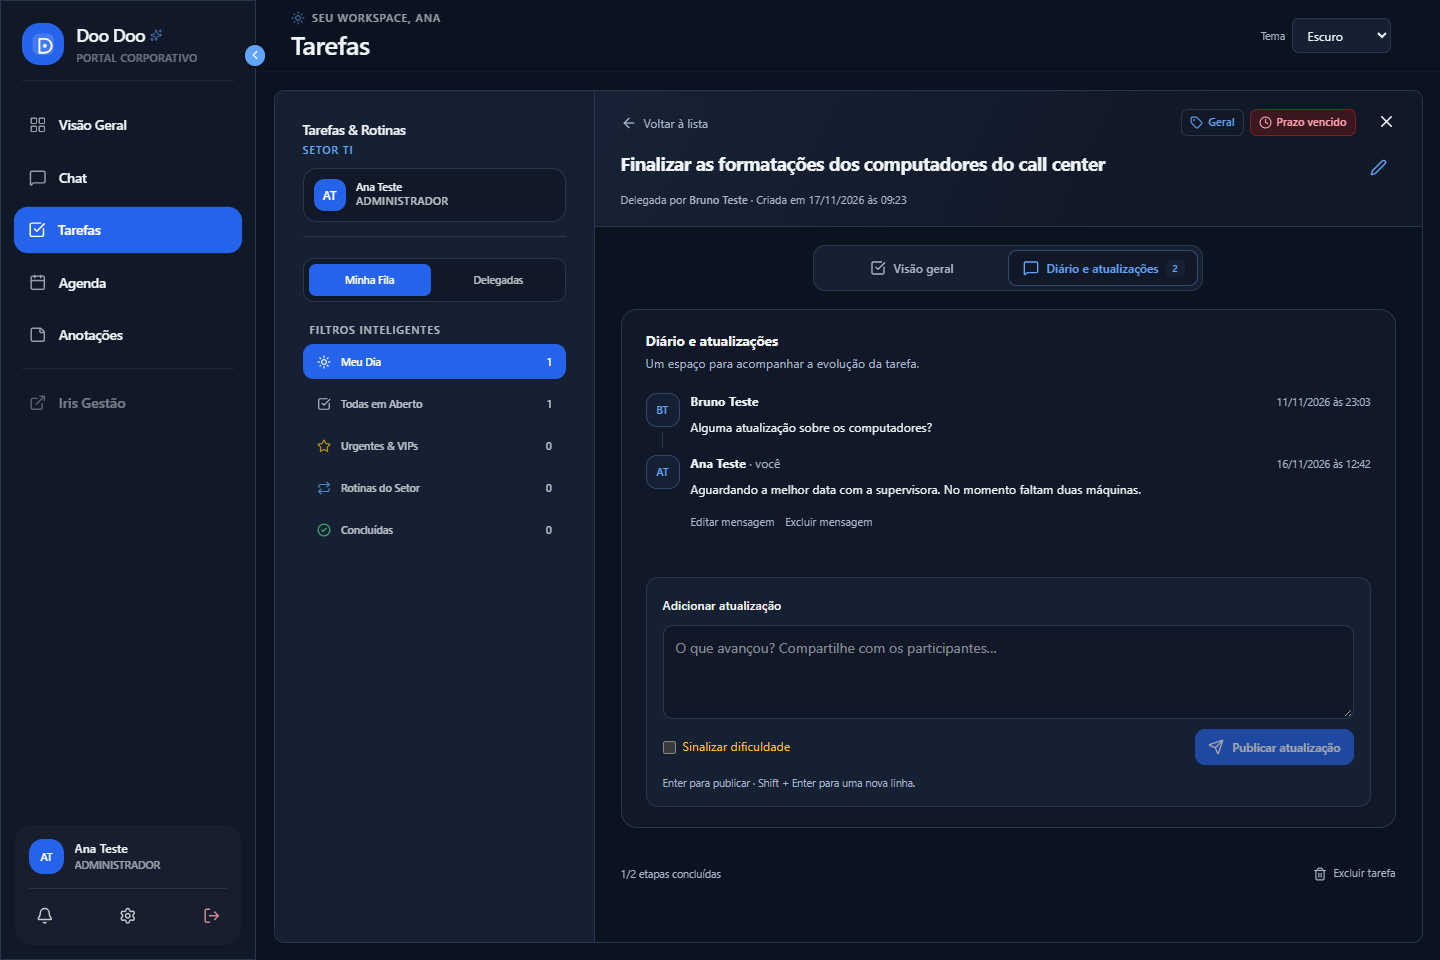 Doo Doo
PORTAL CORPORATIVO
Visão Geral
Chat
Tarefas
Agenda
Anotações
Iris Gestão
AT
Ana Teste
ADMINISTRADOR
SEU WORKSPACE, ANA
Tarefas
Tema
Escuro
Tarefas & Rotinas
SETOR TI
AT
Ana Teste
ADMINISTRADOR
Minha Fila
Delegadas
FILTROS INTELIGENTES
Meu Dia 1
Todas em Aberto 1
Urgentes & VIPs 0
Rotinas do Setor 0
Concluídas 0
Voltar à lista
Geral
Prazo vencido
Finalizar as formatações dos computadores do call center
Delegada por Bruno Teste · Criada em 17/11/2026 às 09:23
Visão geral
Diário e atualizações 2
Diário e atualizações
Um espaço para acompanhar a evolução da tarefa.
BT
Bruno Teste
11/11/2026 às 23:03
Alguma atualização sobre os computadores?
AT
Ana Teste · você
16/11/2026 às 12:42
Aguardando a melhor data com a supervisora. No momento faltam duas máquinas.
Editar mensagem
Excluir mensagem
Adicionar atualização
O que avançou? Compartilhe com os participantes...
Sinalizar dificuldade
Publicar atualização
Enter para publicar · Shift + Enter para uma nova linha.
1/2 etapas concluídas
Excluir tarefa